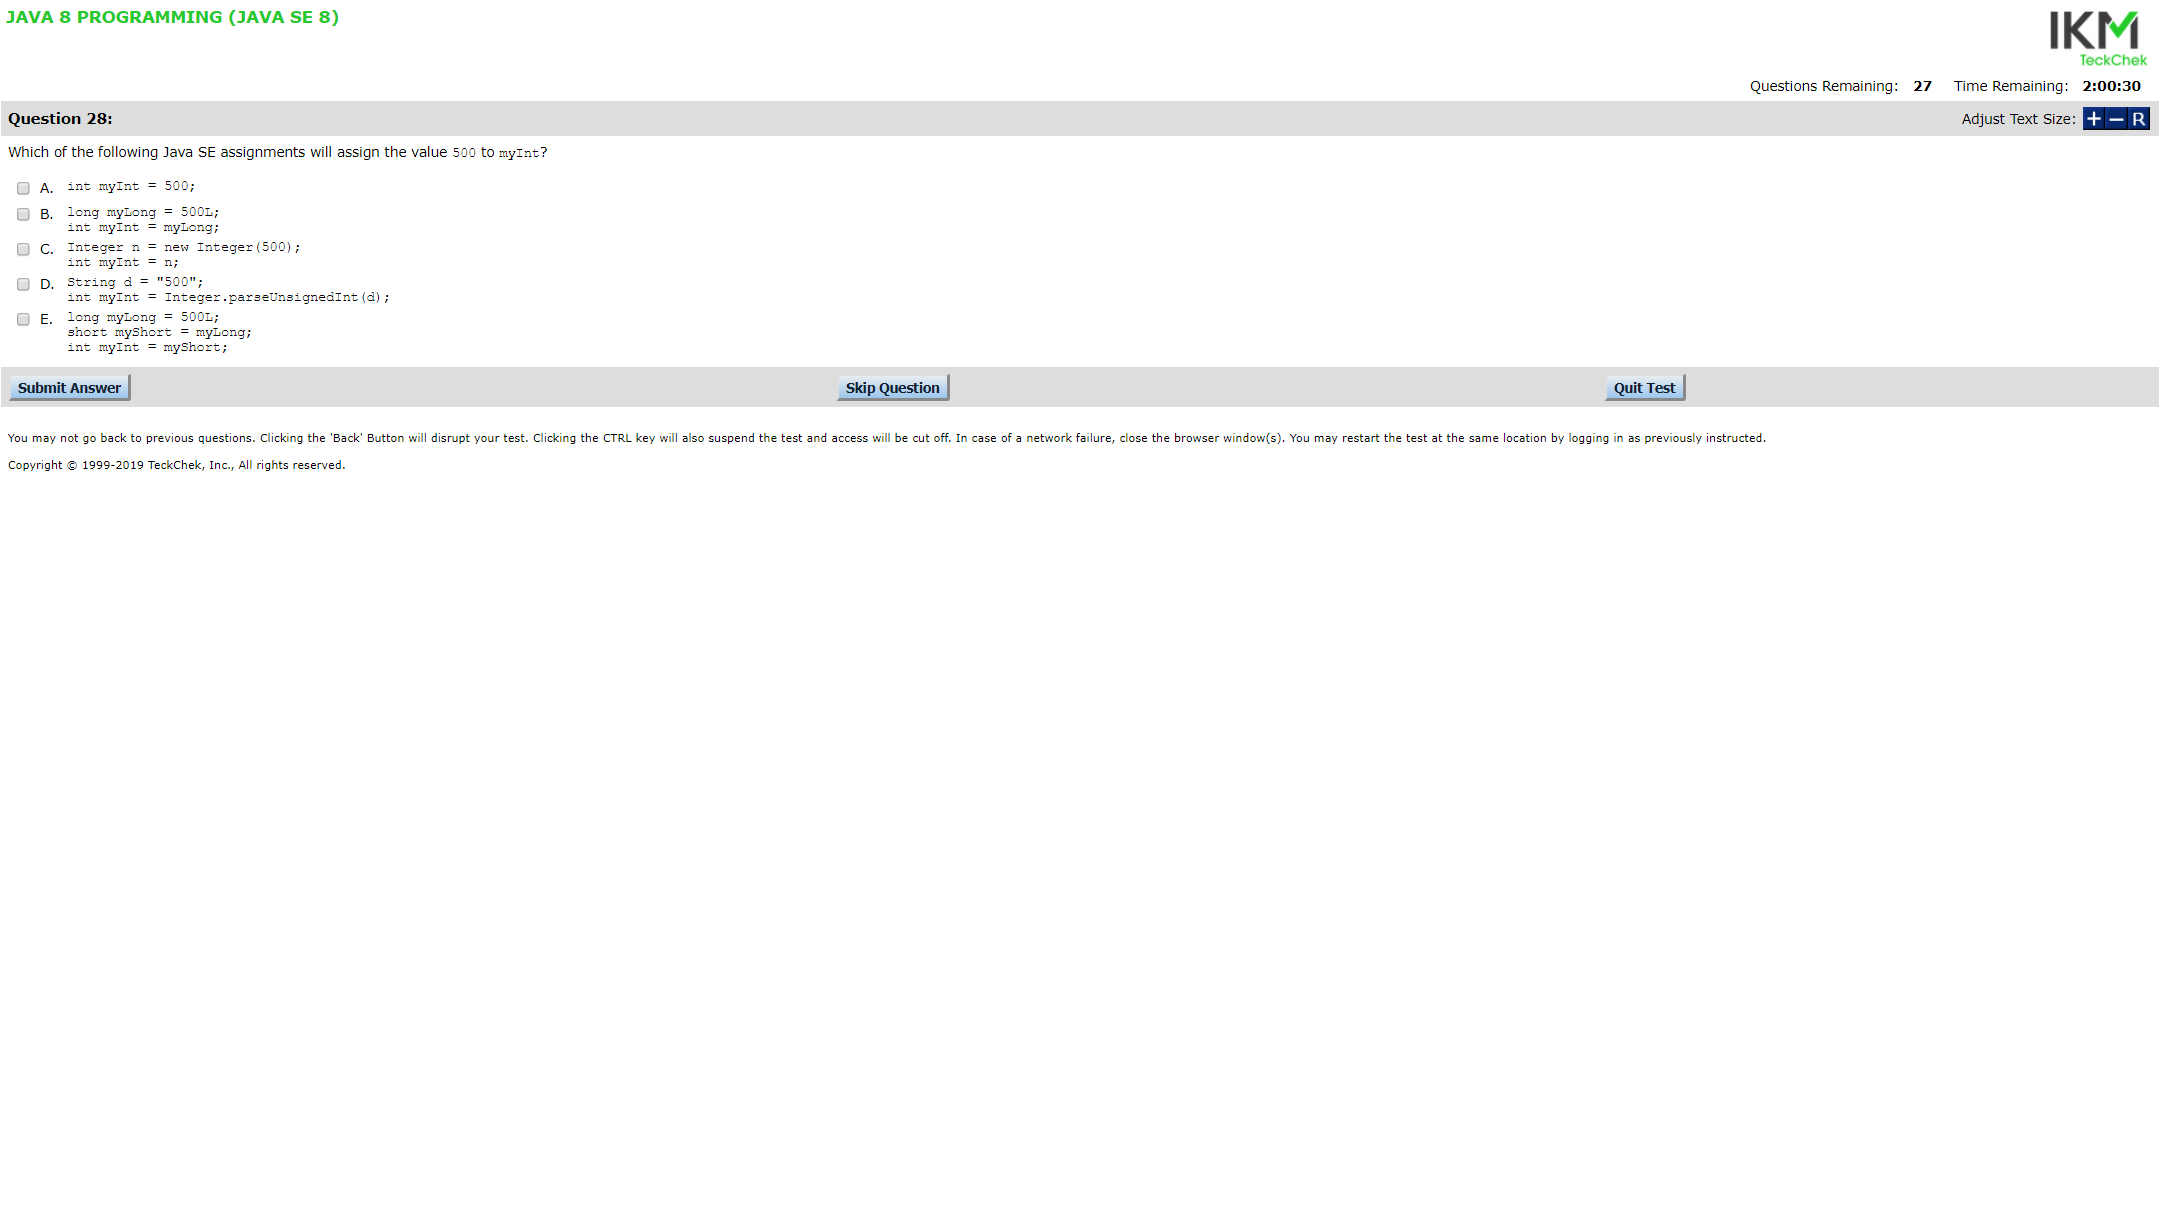 JAVA 8 PROGRAMMING (JAVA SE 8)
IKM
TeckChek
Questions Remaining: 27 Time Remaining: 2:00:30
Question 28:
Adjust Text Size: + − R
Which of the following Java SE assignments will assign the value 500 to myInt?
A. int myInt = 500;
B. long myLong = 500L;
int myInt = myLong;
C. Integer n = new Integer(500);
int myInt = n;
D. String d = "500";
int myInt = Integer.parseUnsignedInt(d);
E. long myLong = 500L;
short myShort = myLong;
int myInt = myShort;
Submit Answer
Skip Question
Quit Test
You may not go back to previous questions. Clicking the 'Back' Button will disrupt your test. Clicking the CTRL key will also suspend the test and access will be cut off. In case of a network failure, close the browser window(s). You may restart the test at the same location by logging in as previously instructed.
Copyright © 1999-2019 TeckChek, Inc., All rights reserved.